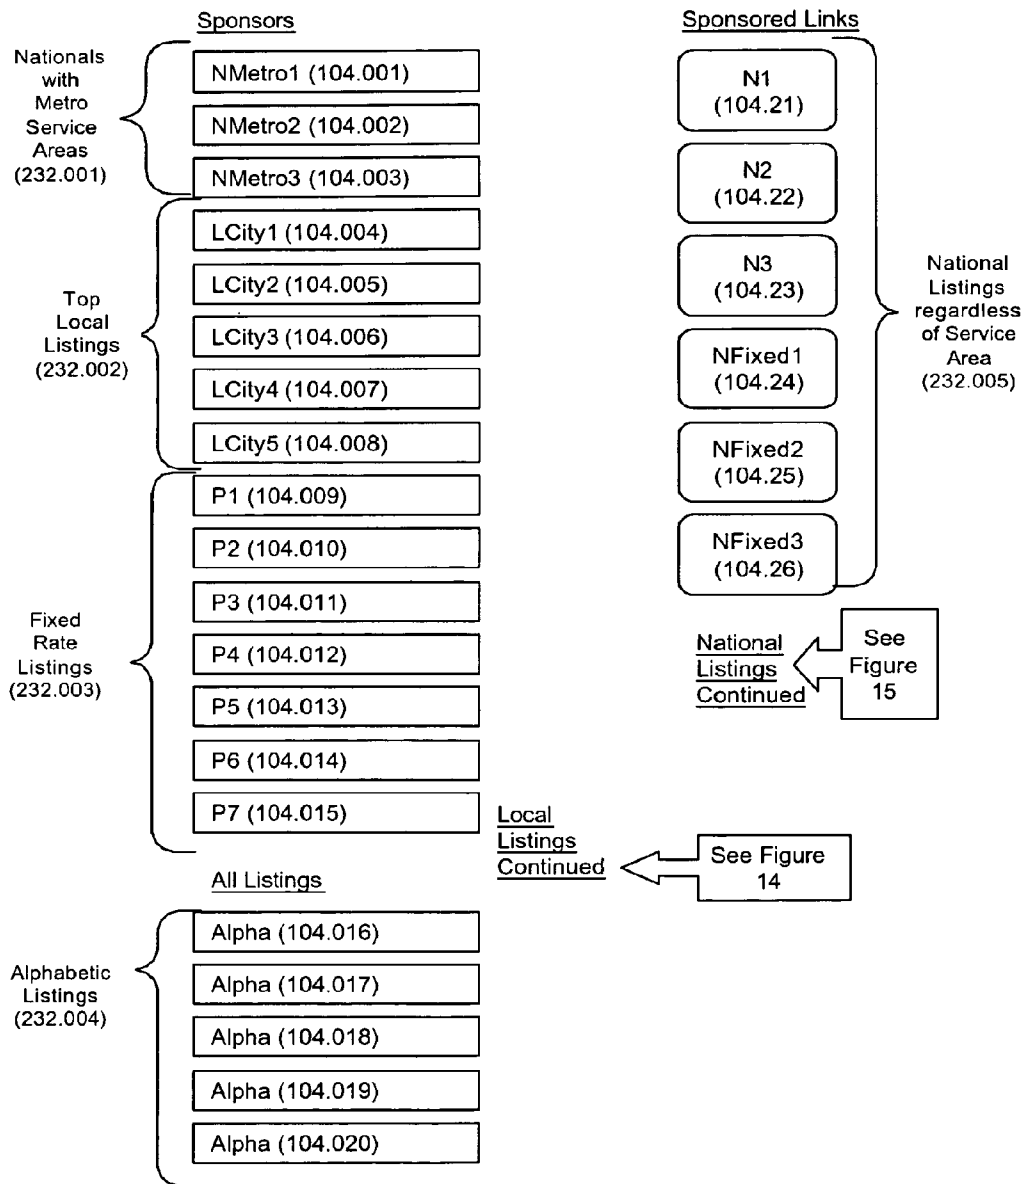 Sponsors
Nationals
with
Metro
Service
Areas
(232.001)
NMetro1 (104.001)
NMetro2 (104.002)
NMetro3 (104.003)
Top
Local
Listings
(232.002)
LCity1 (104.004)
LCity2 (104.005)
LCity3 (104.006)
LCity4 (104.007)
LCity5 (104.008)
Fixed
Rate
Listings
(232.003)
P1 (104.009)
P2 (104.010)
P3 (104.011)
P4 (104.012)
P5 (104.013)
P6 (104.014)
P7 (104.015)
Local
Listings
Continued
See Figure
14
All Listings
Alphabetic
Listings
(232.004)
Alpha (104.016)
Alpha (104.017)
Alpha (104.018)
Alpha (104.019)
Alpha (104.020)
Sponsored Links
N1
(104.21)
N2
(104.22)
N3
(104.23)
NFixed1
(104.24)
NFixed2
(104.25)
NFixed3
(104.26)
National
Listings
regardless
of Service
Area
(232.005)
National
Listings
Continued
See
Figure
15